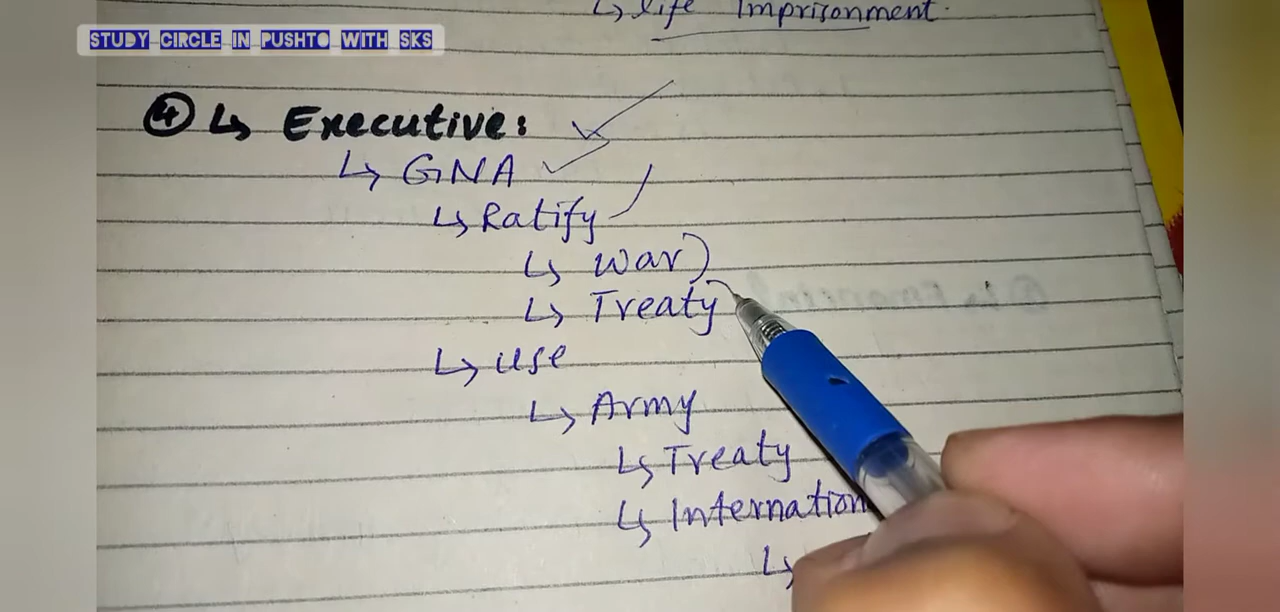 ↳ life Imprisonment.
STUDY CIRCLE IN PUSHTO WITH SKS
④ ↳ Executive:
↳ GNA
↳ Ratify
↳ war
↳ Treaty
↳ use
↳ Army
↳ Treaty
↳ Internation
↳